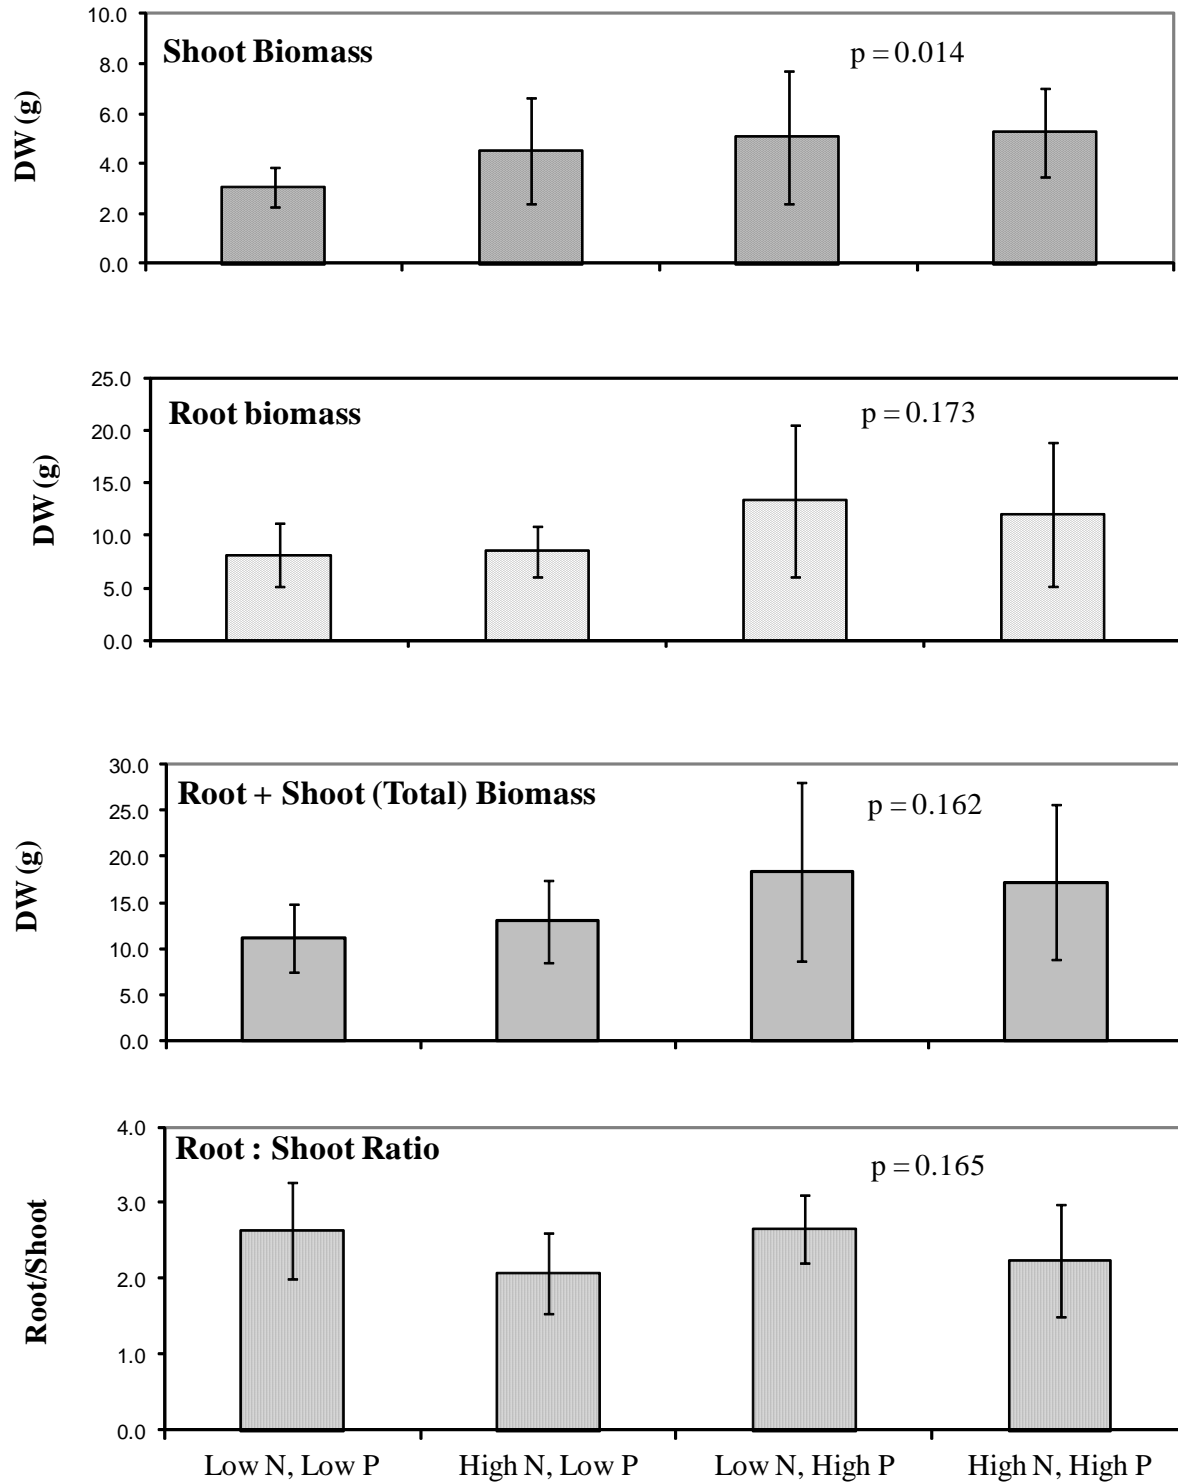 10.0
Shoot Biomass
p = 0.014
8.0
6.0
DW (g)
4.0
2.0
0.0
25.0
Root biomass
p = 0.173
20.0
15.0
DW (g)
10.0
5.0
0.0
30.0
Root + Shoot (Total) Biomass
p = 0.162
25.0
20.0
DW (g)
15.0
10.0
5.0
0.0
4.0
Root : Shoot Ratio
p = 0.165
3.0
Root/Shoot
2.0
1.0
0.0
Low N, Low P High N, Low P Low N, High P High N, High P